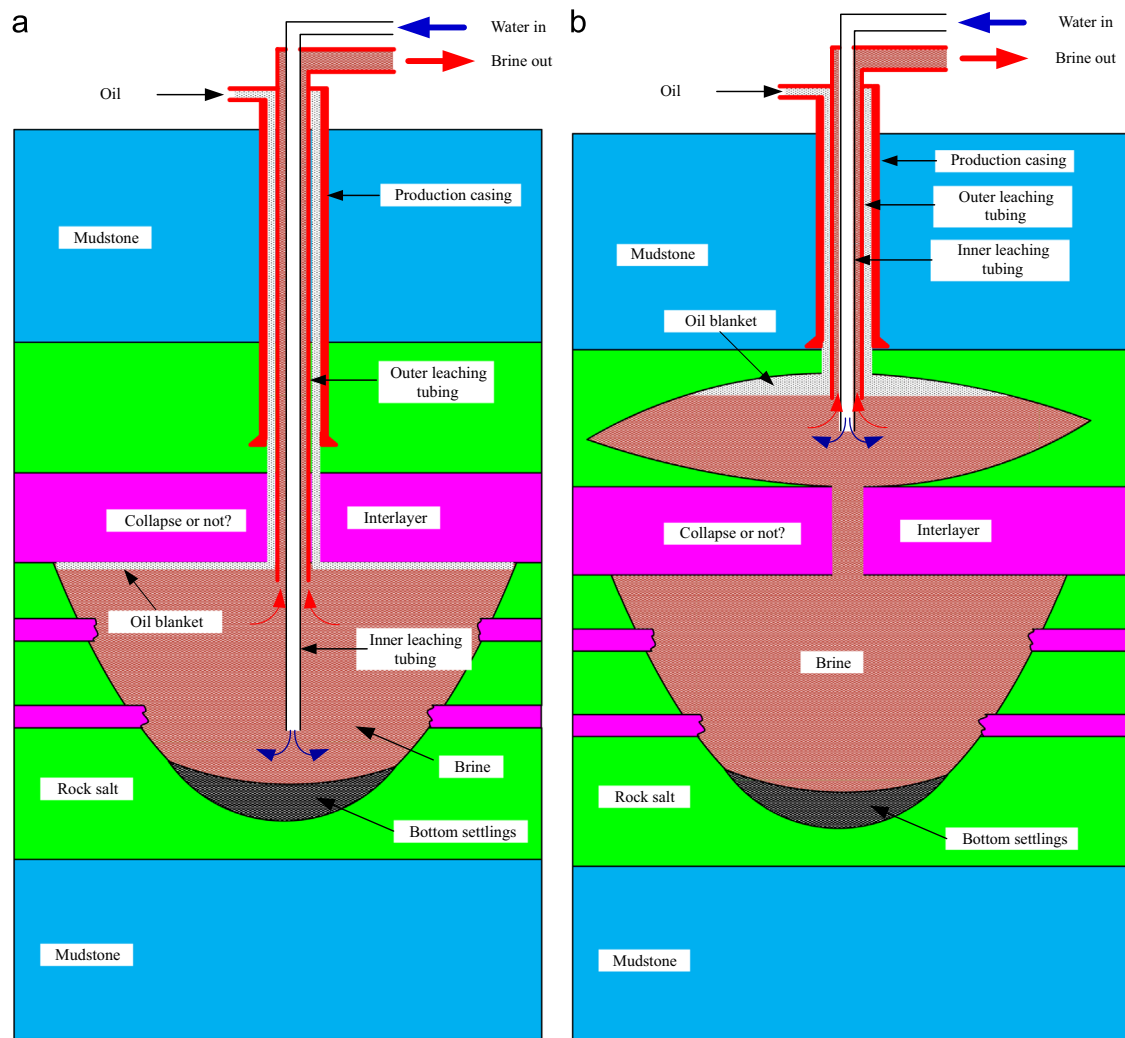 a
Water in
Brine out
Oil
Production casing
Mudstone
Outer leaching
tubing
Collapse or not?
Interlayer
Oil blanket
Inner leaching
tubing
Brine
Rock salt
Bottom settlings
Mudstone
b
Water in
Brine out
Oil
Production casing
Outer leaching
tubing
Inner leaching
tubing
Mudstone
Oil blanket
Collapse or not?
Interlayer
Brine
Rock salt
Bottom settlings
Mudstone